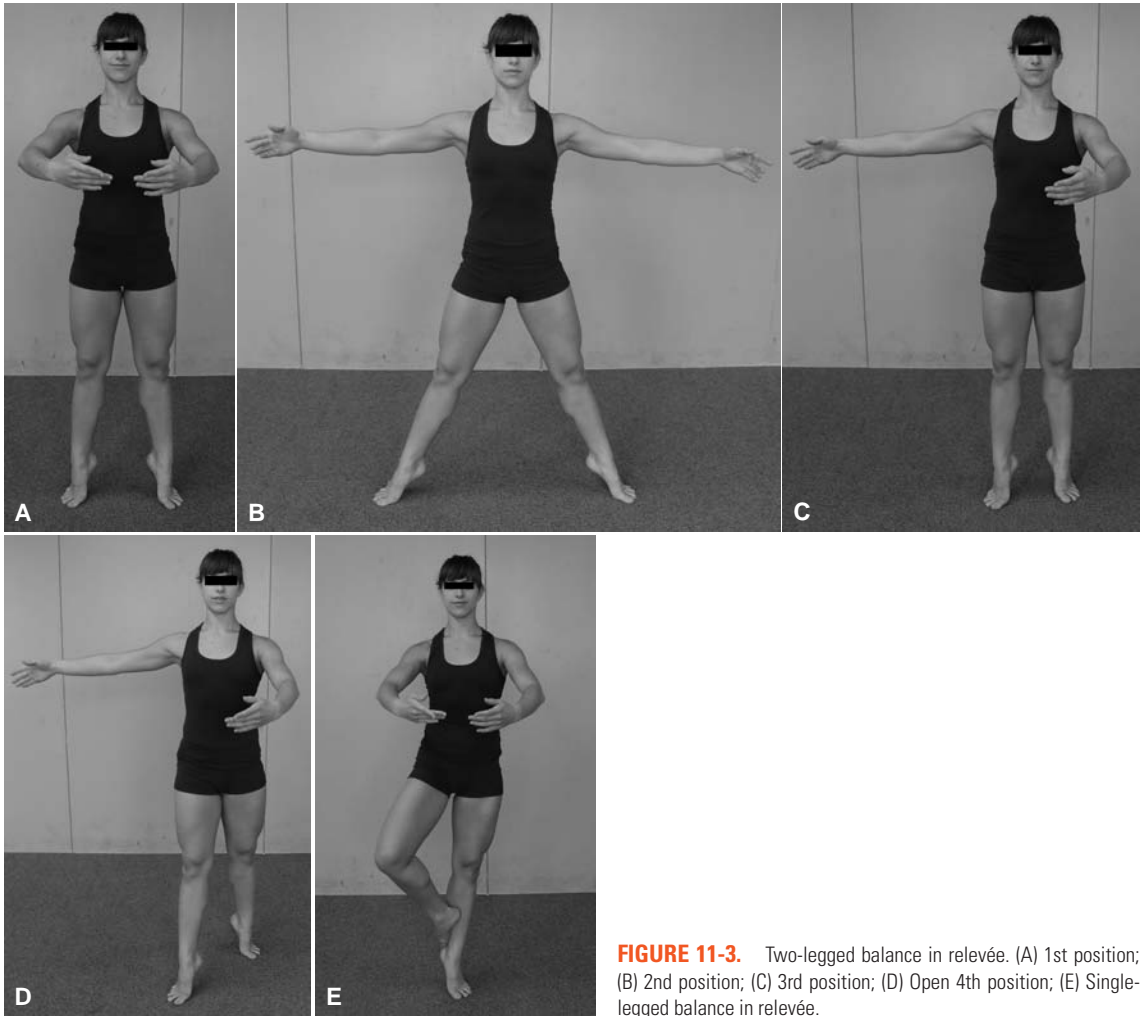 A
B
C
D
E
FIGURE 11-3. Two-legged balance in relevée. (A) 1st position;
(B) 2nd position; (C) 3rd position; (D) Open 4th position; (E) Single-
legged balance in relevée.